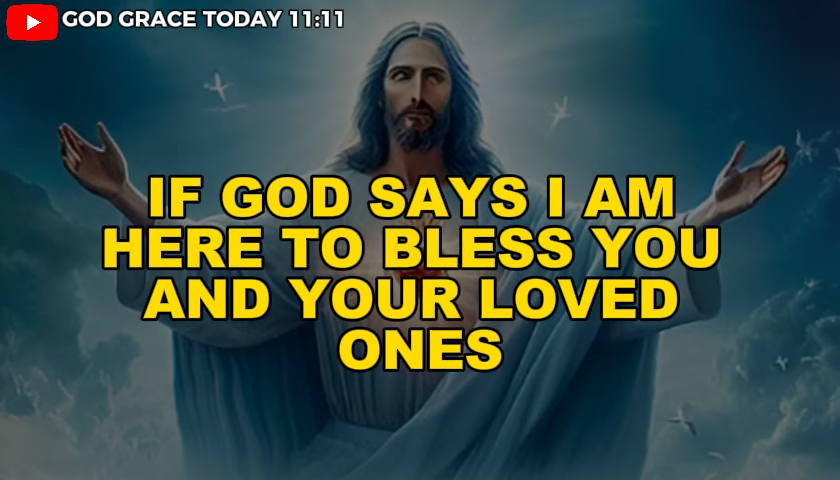 GOD GRACE TODAY 11:11
IF GOD SAYS I AM
HERE TO BLESS YOU
AND YOUR LOVED
ONES